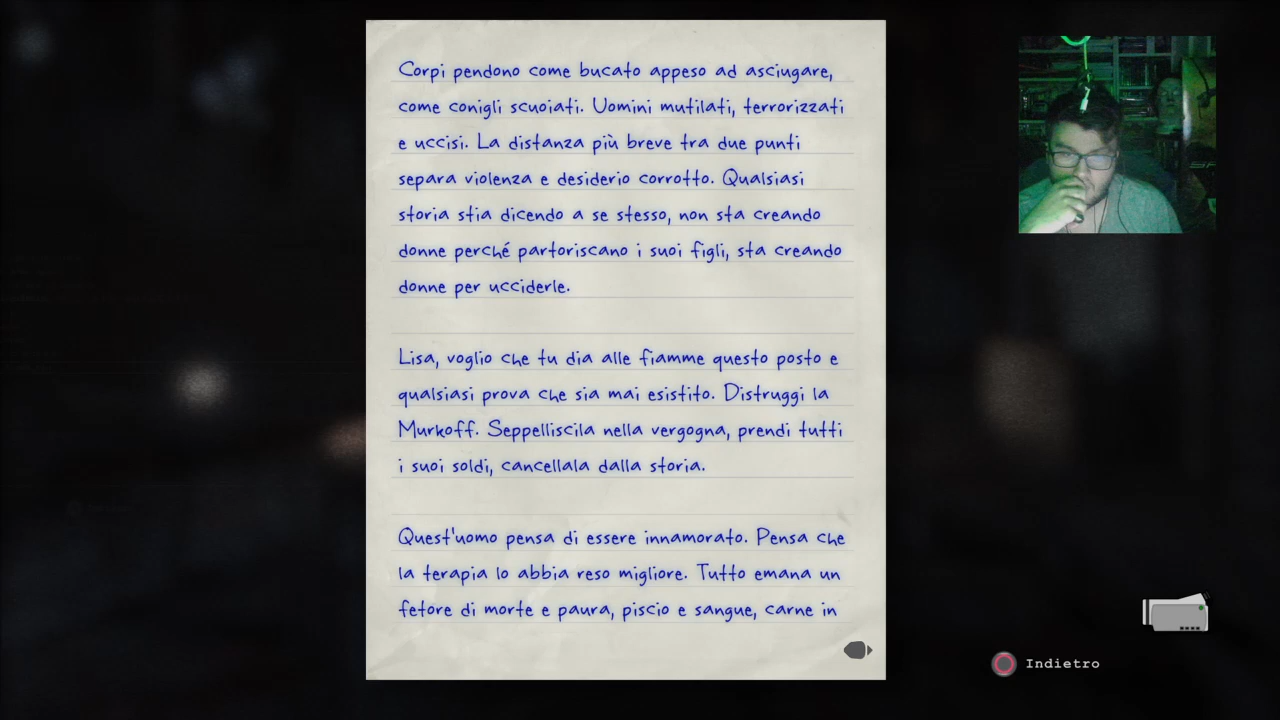 Corpi pendono come bucato appeso ad asciugare,
come conigli scuoiati. Uomini mutilati, terrorizzati
e uccisi. La distanza più breve tra due punti
separa violenza e desiderio corrotto. Qualsiasi
storia stia dicendo a se stesso, non sta creando
donne perché partoriscano i suoi figli, sta creando
donne per ucciderle.
Lisa, voglio che tu dia alle fiamme questo posto e
qualsiasi prova che sia mai esistito. Distruggi la
Murkoff. Seppelliscila nella vergogna, prendi tutti
i suoi soldi, cancellala dalla storia.
Quest'uomo pensa di essere innamorato. Pensa che
la terapia lo abbia reso migliore. Tutto emana un
fetore di morte e paura, piscio e sangue, carne in
Indietro